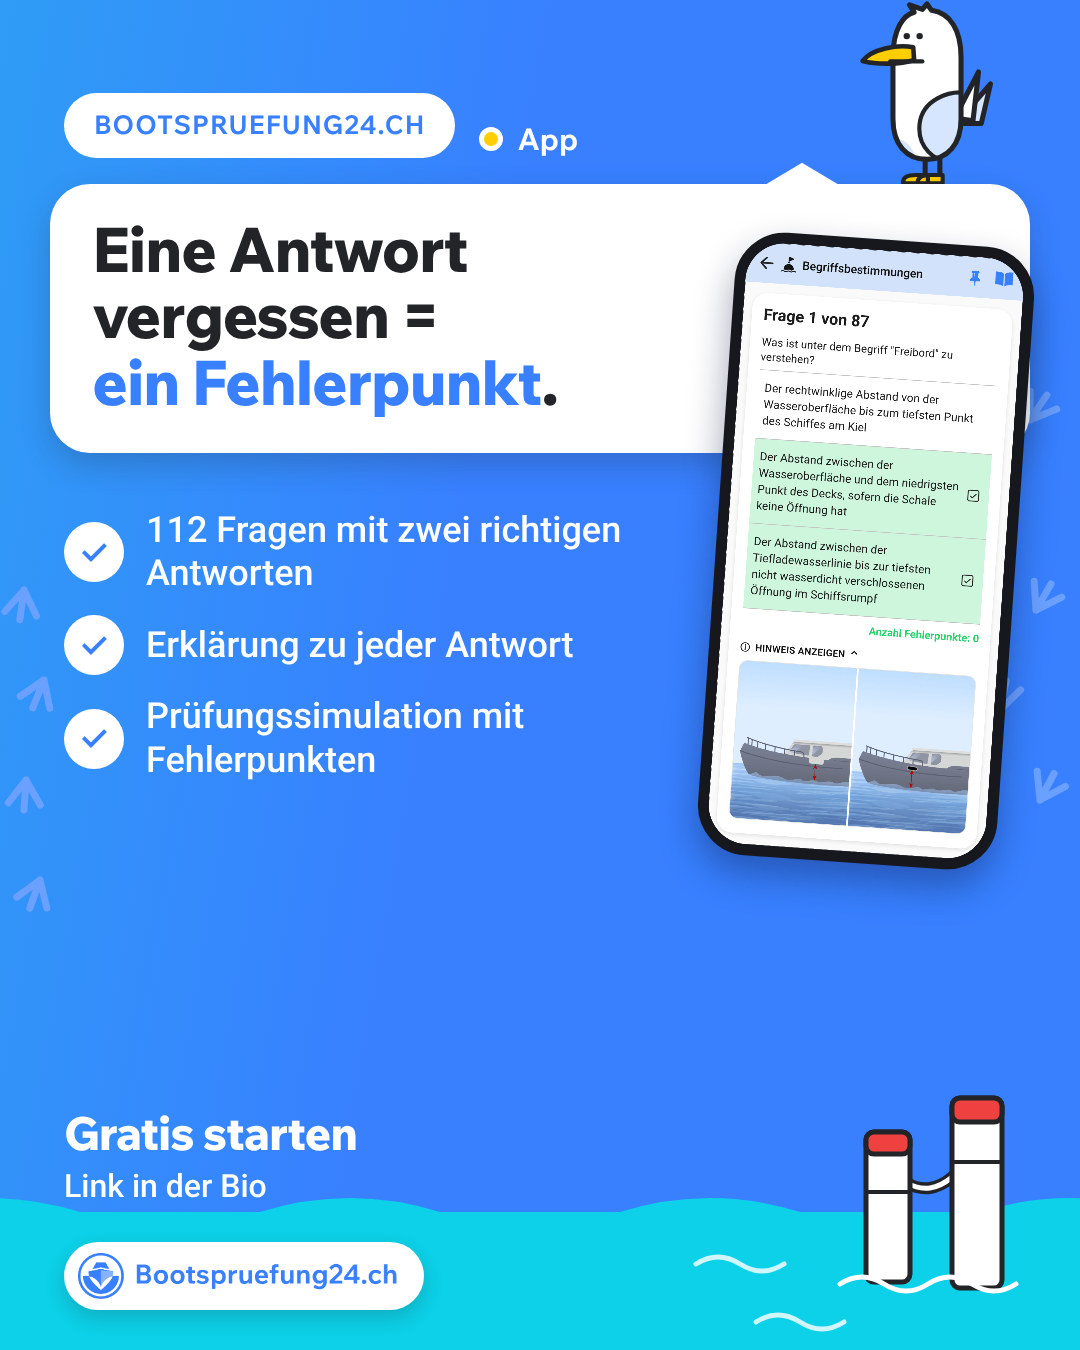 BOOTSPRUEFUNG24.CH
App
Eine Antwort
vergessen =
ein Fehlerpunkt.
112 Fragen mit zwei richtigen
Antworten
Erklärung zu jeder Antwort
Prüfungssimulation mit
Fehlerpunkten
Begriffsbestimmungen
Frage 1 von 87
Was ist unter dem Begriff "Freibord" zu
verstehen?
Der rechtwinklige Abstand von der
Wasseroberfläche bis zum tiefsten Punkt
des Schiffes am Kiel
Der Abstand zwischen der
Wasseroberfläche und dem niedrigsten
Punkt des Decks, sofern die Schale
keine Öffnung hat
Der Abstand zwischen der
Tiefladewasserlinie bis zur tiefsten
nicht wasserdicht verschlossenen
Öffnung im Schiffsrumpf
Anzahl Fehlerpunkte: 0
HINWEIS ANZEIGEN
Gratis starten
Link in der Bio
Bootspruefung24.ch